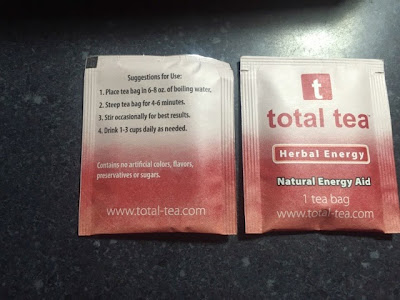 Suggestions for Use:
1. Place tea bag in 6-8 oz. of boiling water,
2. Steep tea bag for 4-6 minutes.
3. Stir occasionally for best results.
4. Drink 1-3 cups daily as needed.
Contains no artificial colors, flavors,
preservatives or sugars.
www.total-tea.com
t
total tea
Herbal Energy
Natural Energy Aid
1 tea bag
www.total-tea.com